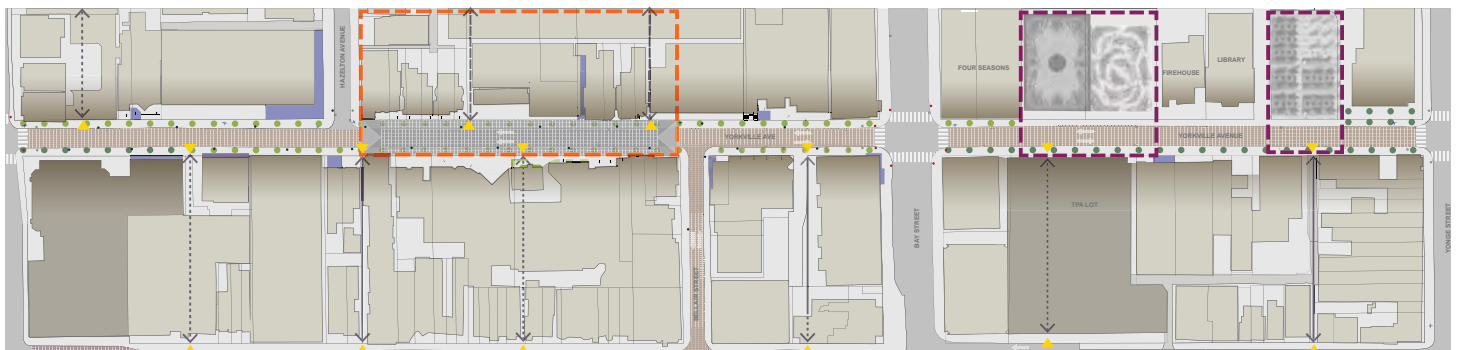 HAZELTON AVENUE
FOUR SEASONS
FIREHOUSE
LIBRARY
YORKVILLE AVE
YORKVILLE AVENUE
TPA LOT
BELLAIR STREET
BAY STREET
YONGE STREET